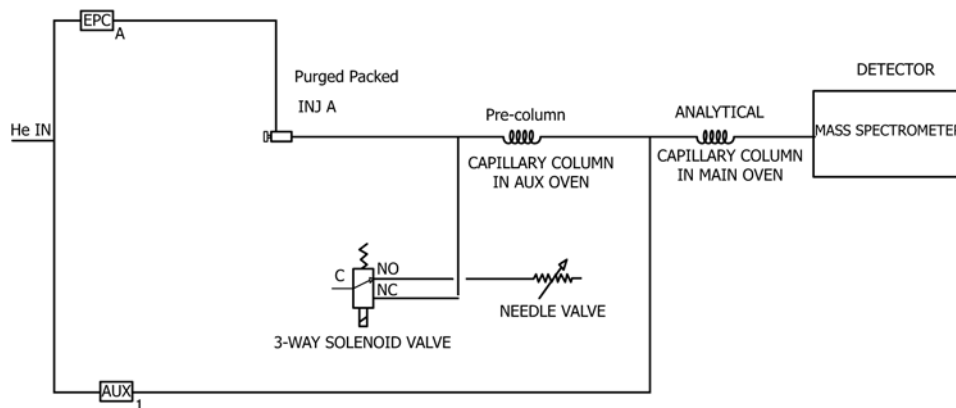 EPC
A
Purged Packed
INJ A
He IN
Pre-column
CAPILLARY COLUMN
IN AUX OVEN
ANALYTICAL
CAPILLARY COLUMN
IN MAIN OVEN
DETECTOR
MASS SPECTROMETER
C
NO
NC
NEEDLE VALVE
3-WAY SOLENOID VALVE
AUX
1